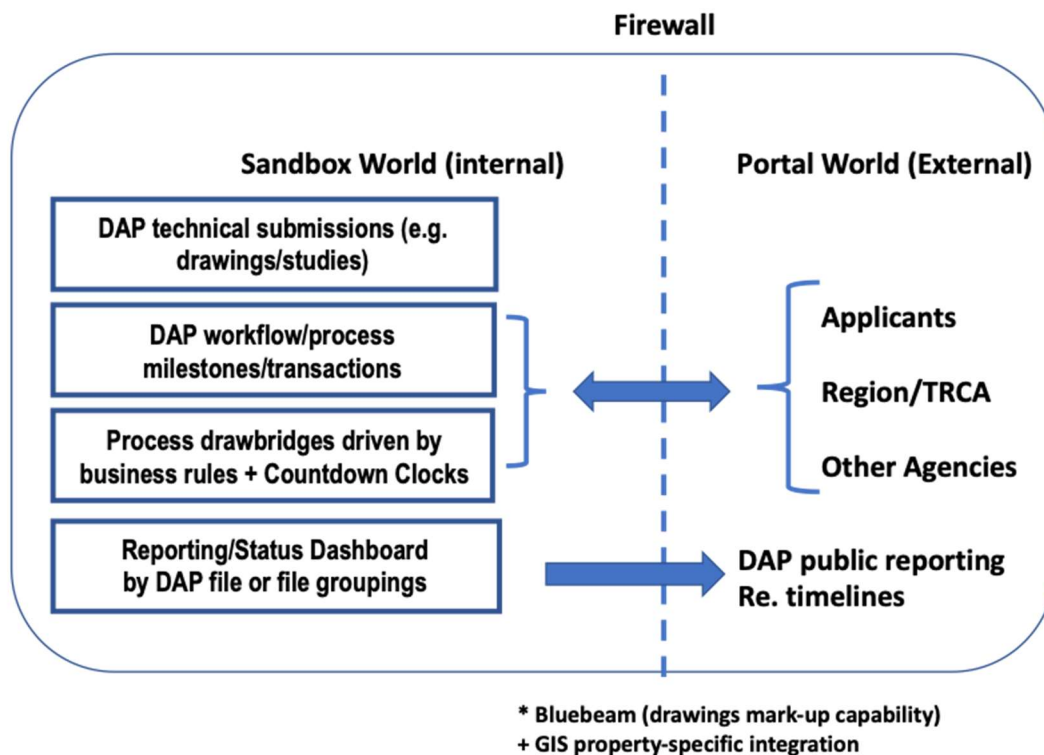 Firewall
Sandbox World (internal)
Portal World (External)
DAP technical submissions (e.g.
drawings/studies)
DAP workflow/process
milestones/transactions
Process drawbridges driven by
business rules + Countdown Clocks
Reporting/Status Dashboard
by DAP file or file groupings
Applicants
Region/TRCA
Other Agencies
DAP public reporting
Re. timelines
* Bluebeam (drawings mark-up capability)
+ GIS property-specific integration